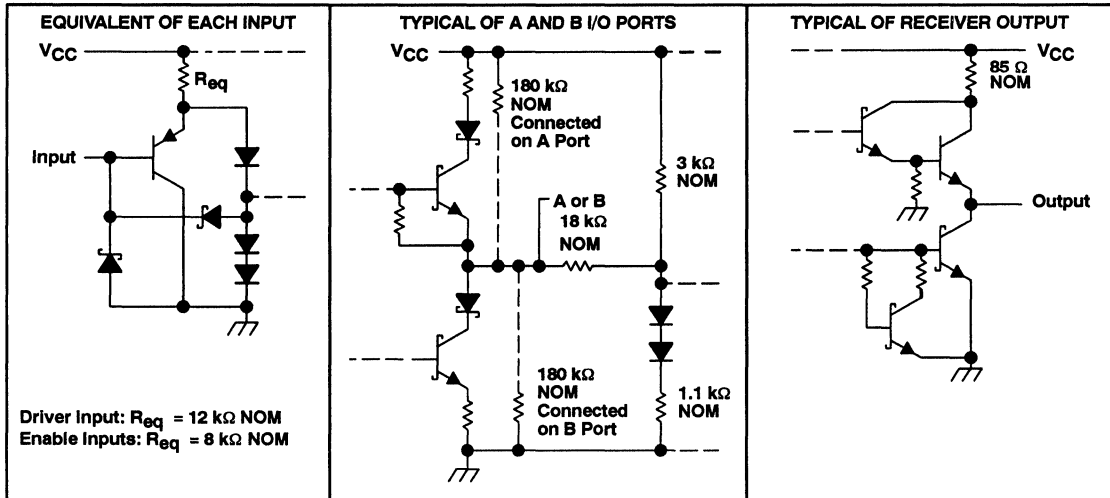 EQUIVALENT OF EACH INPUT
VCC
Req
Input
Driver Input: Req = 12 kΩ NOM
Enable Inputs: Req = 8 kΩ NOM
TYPICAL OF A AND B I/O PORTS
VCC
180 kΩ
NOM
Connected
on A Port
3 kΩ
NOM
A or B
18 kΩ
NOM
180 kΩ
NOM
Connected
on B Port
1.1 kΩ
NOM
TYPICAL OF RECEIVER OUTPUT
VCC
85 Ω
NOM
Output